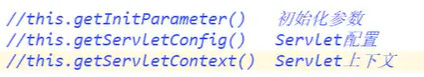 //this.getInitParameter()   初始化参数
//this.getServletConfig()   Servlet配置
//this.getServletContext()  Servlet上下文